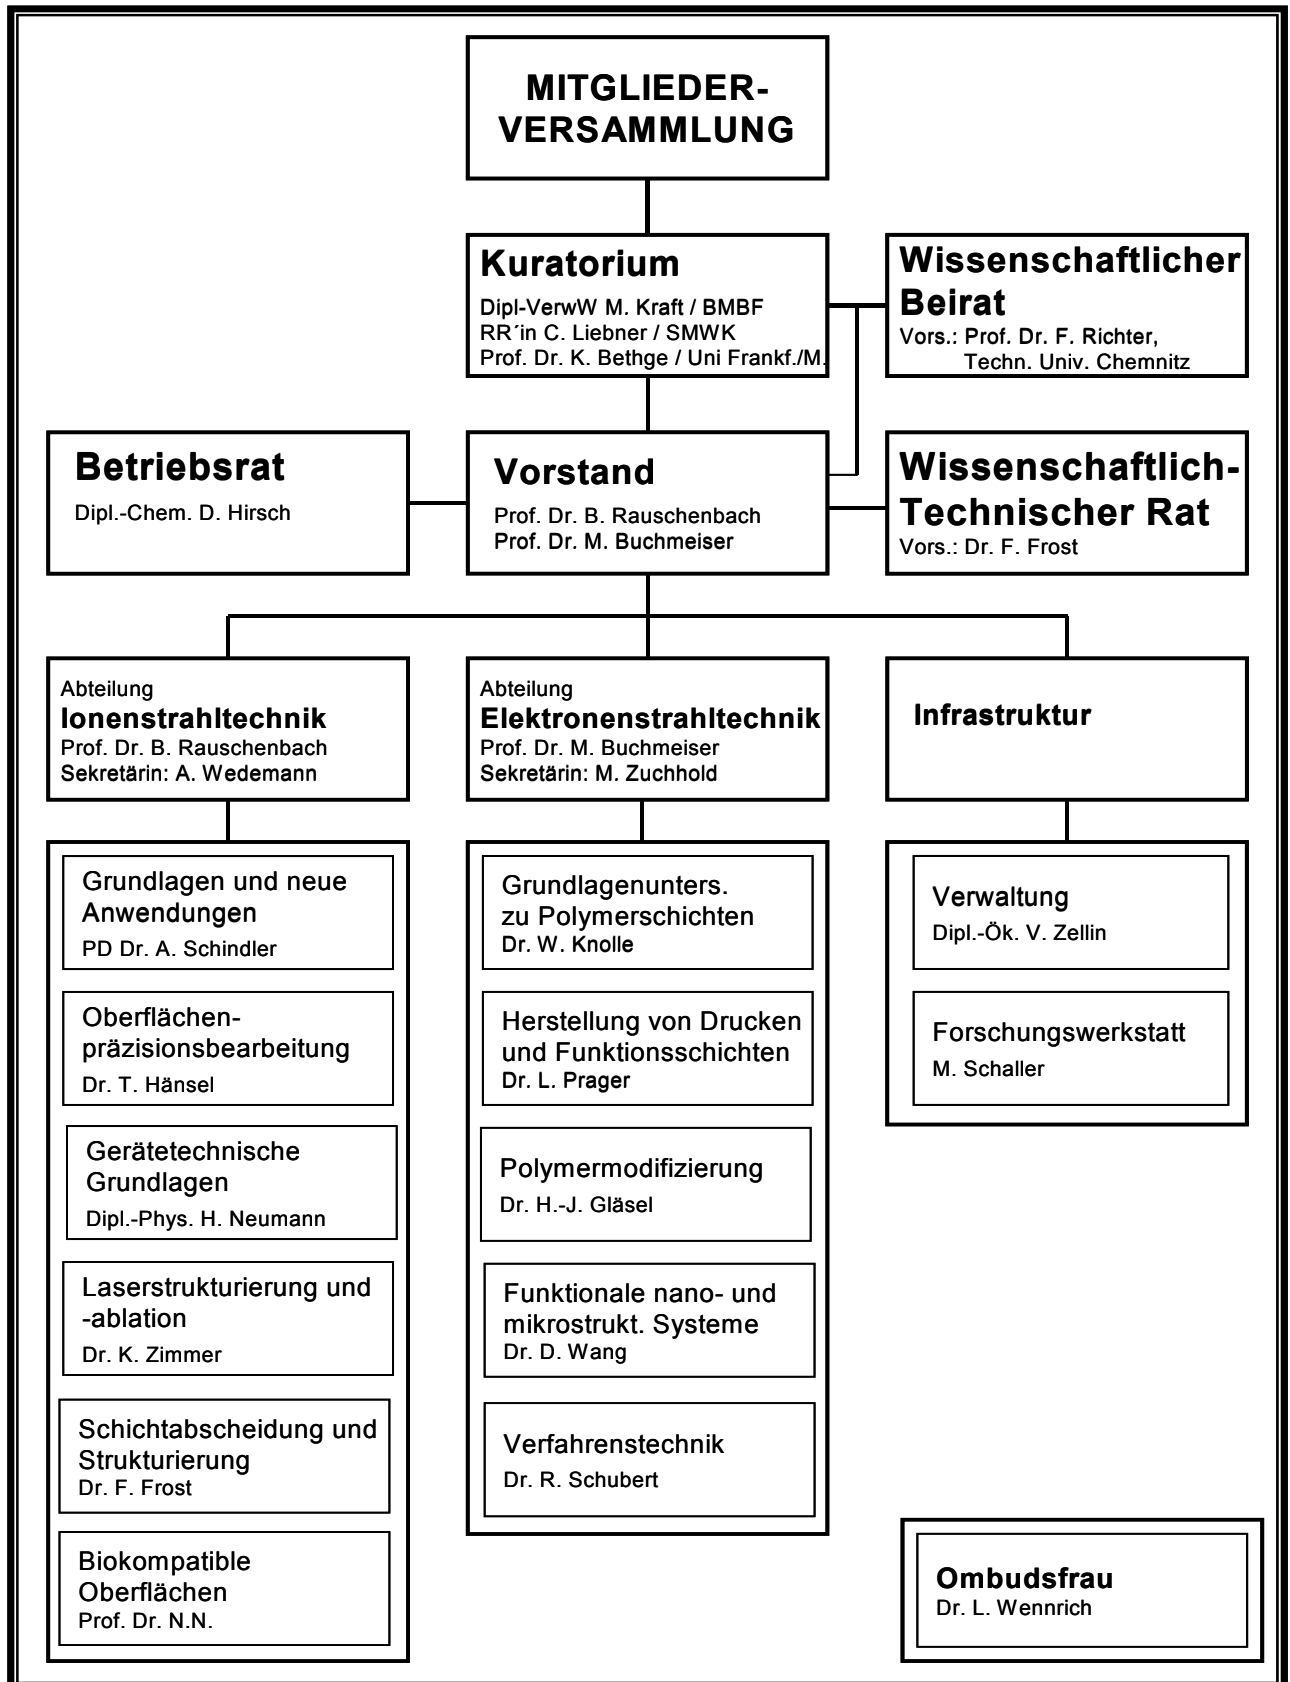 MITGLIEDER-
VERSAMMLUNG
Kuratorium
Dipl-VerwW M. Kraft / BMBF
RR´in C. Liebner / SMWK
Prof. Dr. K. Bethge / Uni Frankf./M.
Wissenschaftlicher
Beirat
Vors.: Prof. Dr. F. Richter,
Techn. Univ. Chemnitz
Betriebsrat
Dipl.-Chem. D. Hirsch
Vorstand
Prof. Dr. B. Rauschenbach
Prof. Dr. M. Buchmeiser
Wissenschaftlich-
Technischer Rat
Vors.: Dr. F. Frost
Abteilung
Ionenstrahltechnik
Prof. Dr. B. Rauschenbach
Sekretärin: A. Wedemann
Abteilung
Elektronenstrahltechnik
Prof. Dr. M. Buchmeiser
Sekretärin: M. Zuchhold
Infrastruktur
Grundlagen und neue
Anwendungen
PD Dr. A. Schindler
Oberflächen-
präzisionsbearbeitung
Dr. T. Hänsel
Gerätetechnische
Grundlagen
Dipl.-Phys. H. Neumann
Laserstrukturierung und
-ablation
Dr. K. Zimmer
Schichtabscheidung und
Strukturierung
Dr. F. Frost
Biokompatible
Oberflächen
Prof. Dr. N.N.
Grundlagenunters.
zu Polymerschichten
Dr. W. Knolle
Herstellung von Drucken
und Funktionsschichten
Dr. L. Prager
Polymermodifizierung
Dr. H.-J. Gläsel
Funktionale nano- und
mikrostrukt. Systeme
Dr. D. Wang
Verfahrenstechnik
Dr. R. Schubert
Verwaltung
Dipl.-Ök. V. Zellin
Forschungswerkstatt
M. Schaller
Ombudsfrau
Dr. L. Wennrich